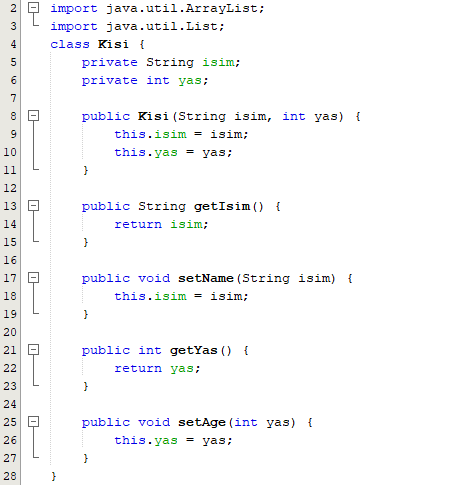 2 import java.util.ArrayList;
3 import java.util.List;
4 class Kisi {
5     private String isim;
6     private int yas;
7
8     public Kisi(String isim, int yas) {
9         this.isim = isim;
10         this.yas = yas;
11     }
12
13     public String getIsim() {
14         return isim;
15     }
16
17     public void setName(String isim) {
18         this.isim = isim;
19     }
20
21     public int getYas() {
22         return yas;
23     }
24
25     public void setAge(int yas) {
26         this.yas = yas;
27     }
28 }